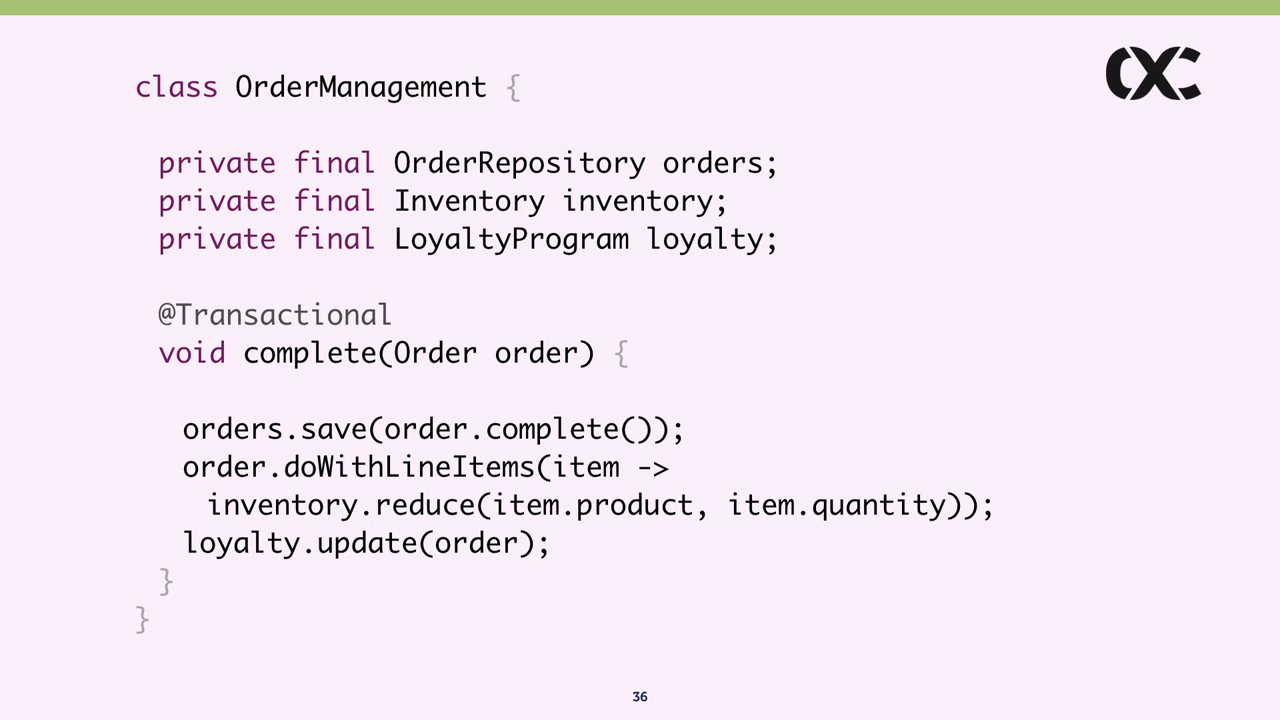 class OrderManagement {
private final OrderRepository orders;
private final Inventory inventory;
private final LoyaltyProgram loyalty;
@Transactional
void complete(Order order) {
orders.save(order.complete());
order.doWithLineItems(item ->
inventory.reduce(item.product, item.quantity));
loyalty.update(order);
}
}
36